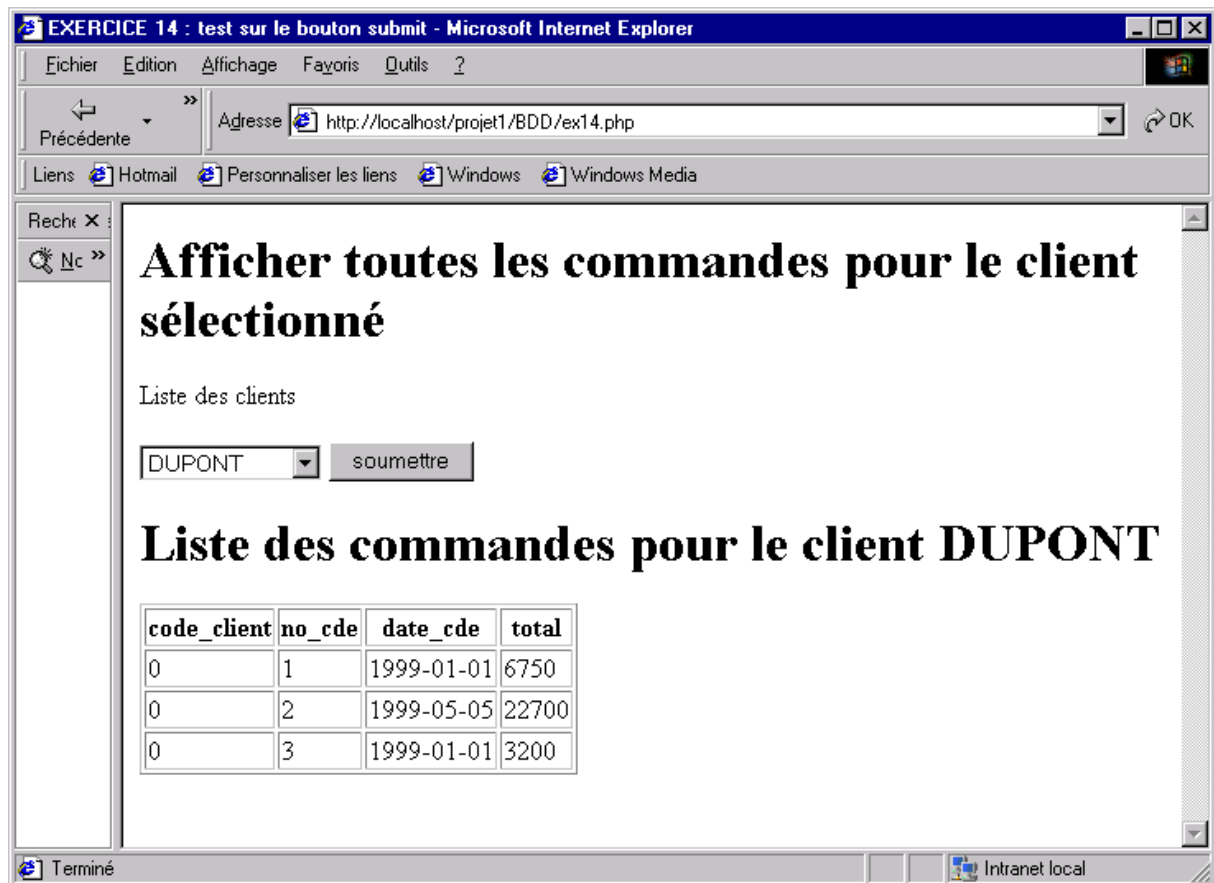 EXERCICE 14 : test sur le bouton submit - Microsoft Internet Explorer
Fichier Edition Affichage Favoris Outils ?
Précédente » Adresse http://localhost/projet1/BDD/ex14.php OK
Liens Hotmail Personnaliser les liens Windows Windows Media
Afficher toutes les commandes pour le client
sélectionné
Liste des clients
DUPONT soumettre
Liste des commandes pour le client DUPONT
code_client no_cde date_cde total
0 1 1999-01-01 6750
0 2 1999-05-05 22700
0 3 1999-01-01 3200
Terminé Intranet local